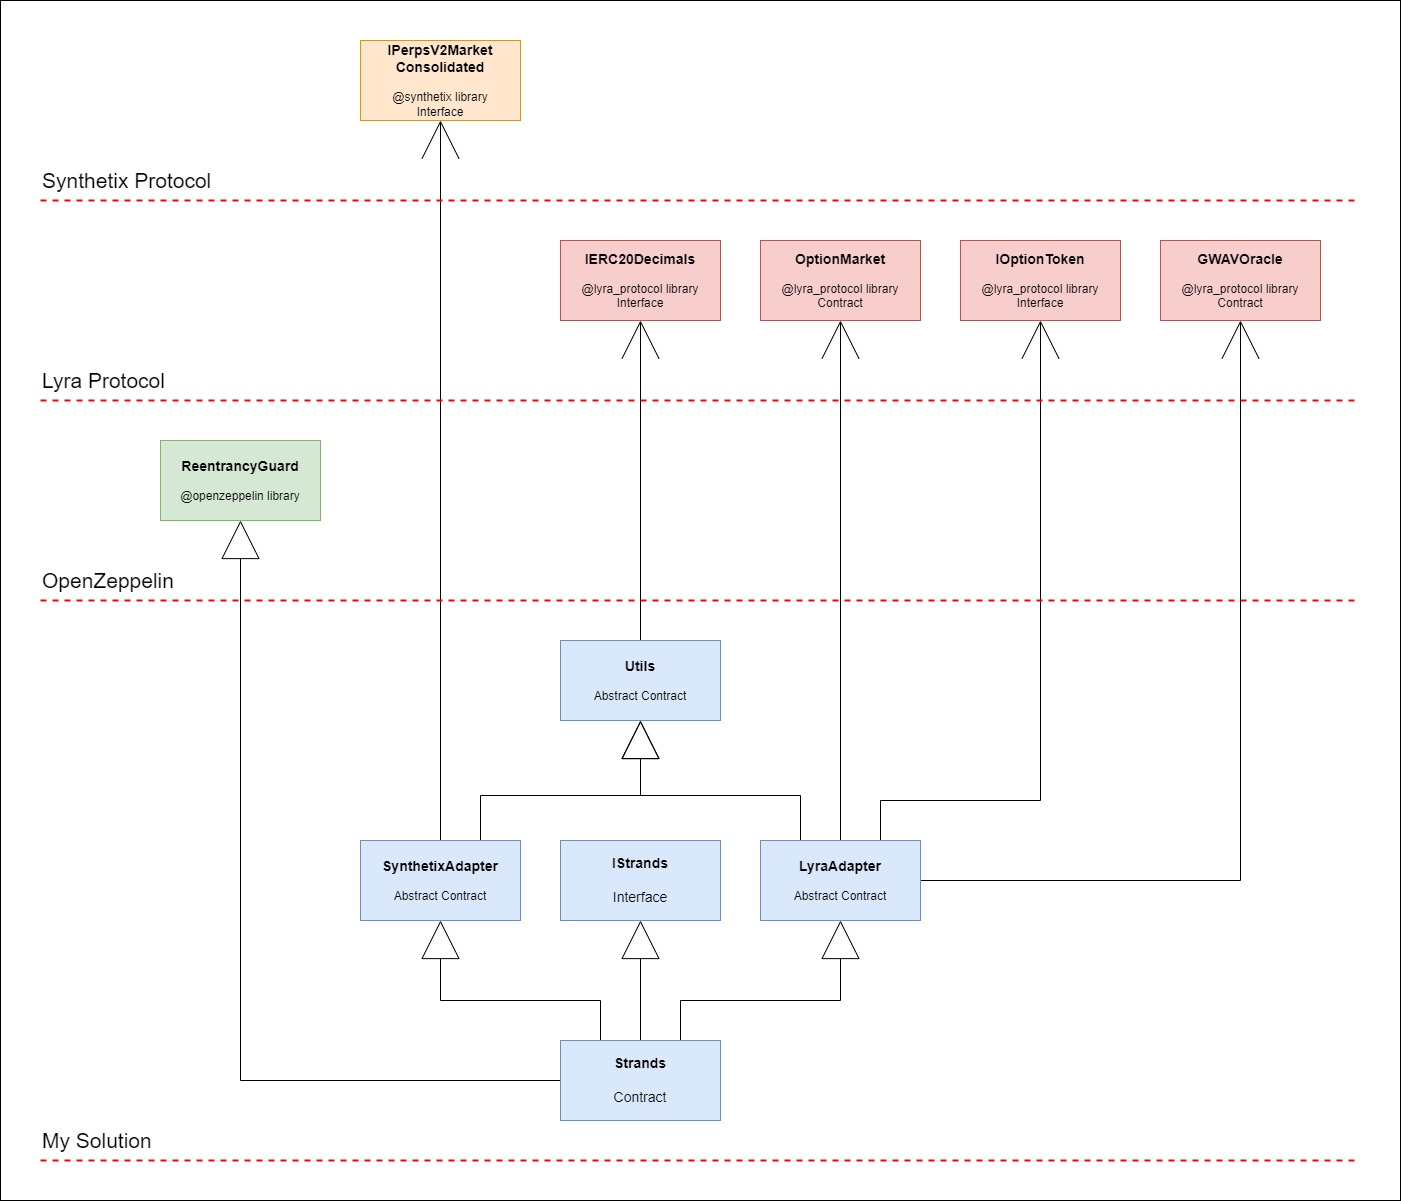 IPerpsV2Market
Consolidated
@synthetix library
Interface
Synthetix Protocol
IERC20Decimals
@lyra_protocol library
Interface
OptionMarket
@lyra_protocol library
Contract
IOptionToken
@lyra_protocol library
Interface
GWAVOracle
@lyra_protocol library
Contract
Lyra Protocol
ReentrancyGuard
@openzeppelin library
OpenZeppelin
Utils
Abstract Contract
SynthetixAdapter
Abstract Contract
IStrands
Interface
LyraAdapter
Abstract Contract
Strands
Contract
My Solution